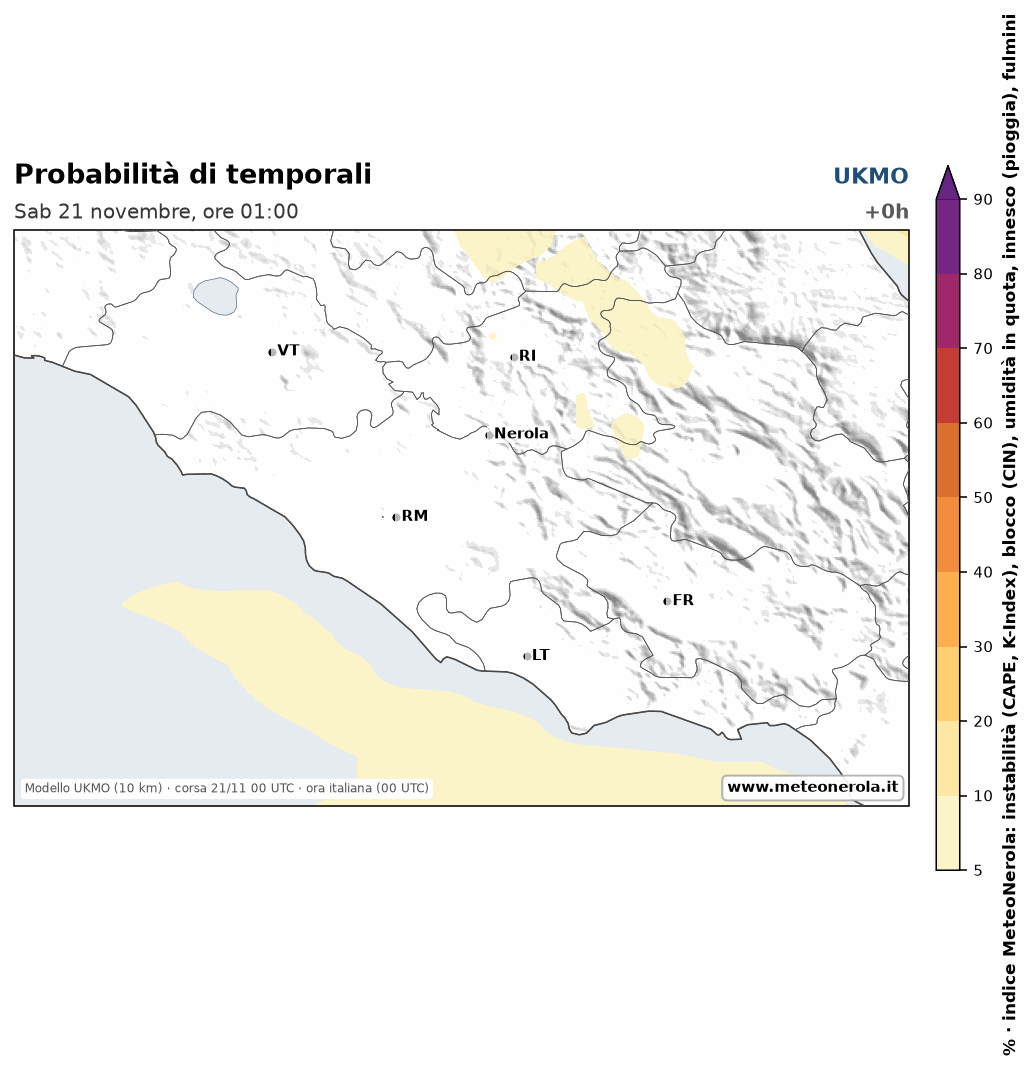 Probabilità di temporali
UKMO
Sab 21 novembre, ore 01:00
+0h
VT
RI
Nerola
RM
FR
LT
Modello UKMO (10 km) · corsa 21/11 00 UTC · ora italiana (00 UTC)
www.meteonerola.it
90
80
70
60
50
40
30
20
10
5
% · indice MeteoNerola: instabilità (CAPE, K-Index), blocco (CIN), umidità in quota, innesco (pioggia), fulmini